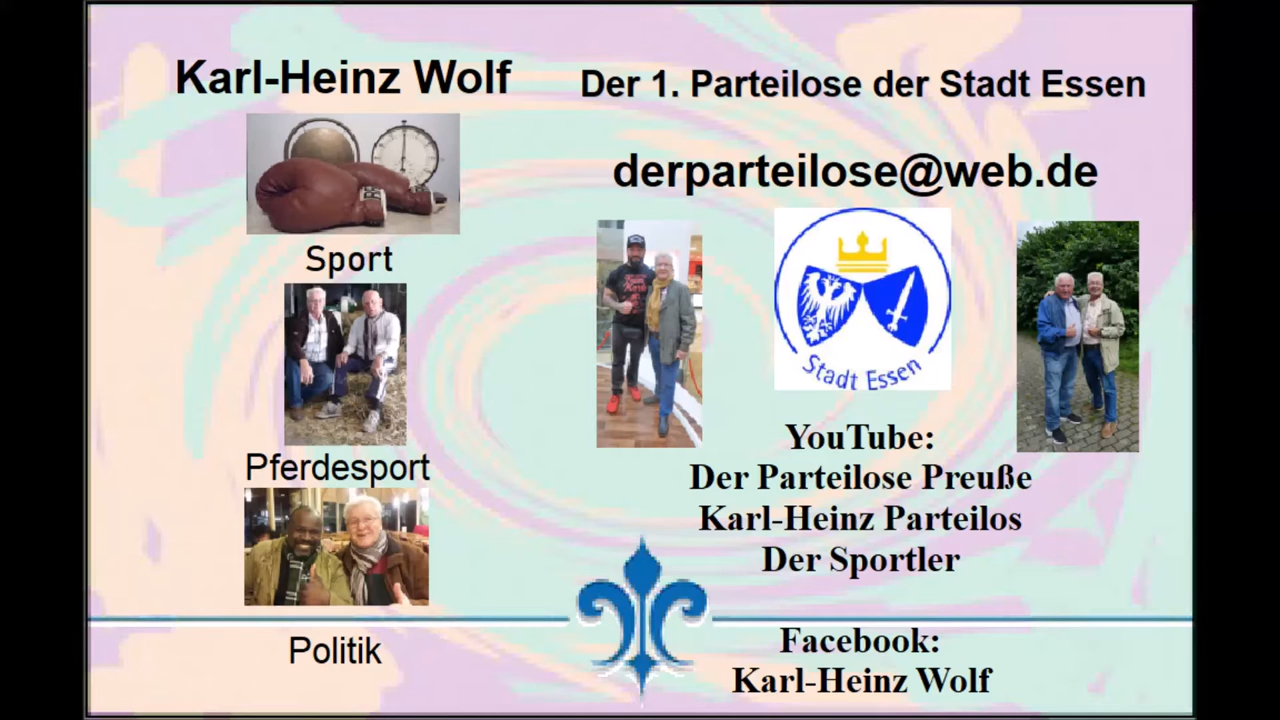 Karl-Heinz Wolf
Der 1. Parteilose der Stadt Essen
derparteilose@web.de
Sport
Pferdesport
Politik
Stadt Essen
YouTube:
Der Parteilose Preuße
Karl-Heinz Parteilos
Der Sportler
Facebook:
Karl-Heinz Wolf